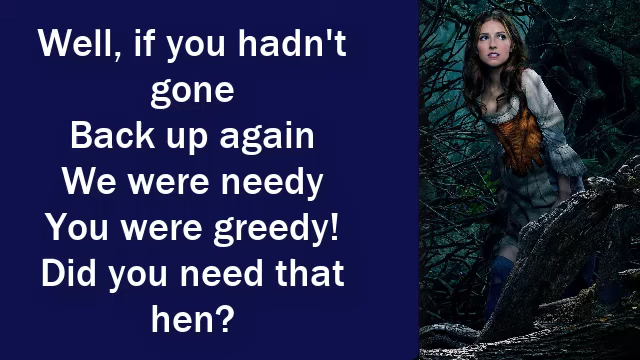 Well, if you hadn't
gone
Back up again
We were needy
You were greedy!
Did you need that
hen?